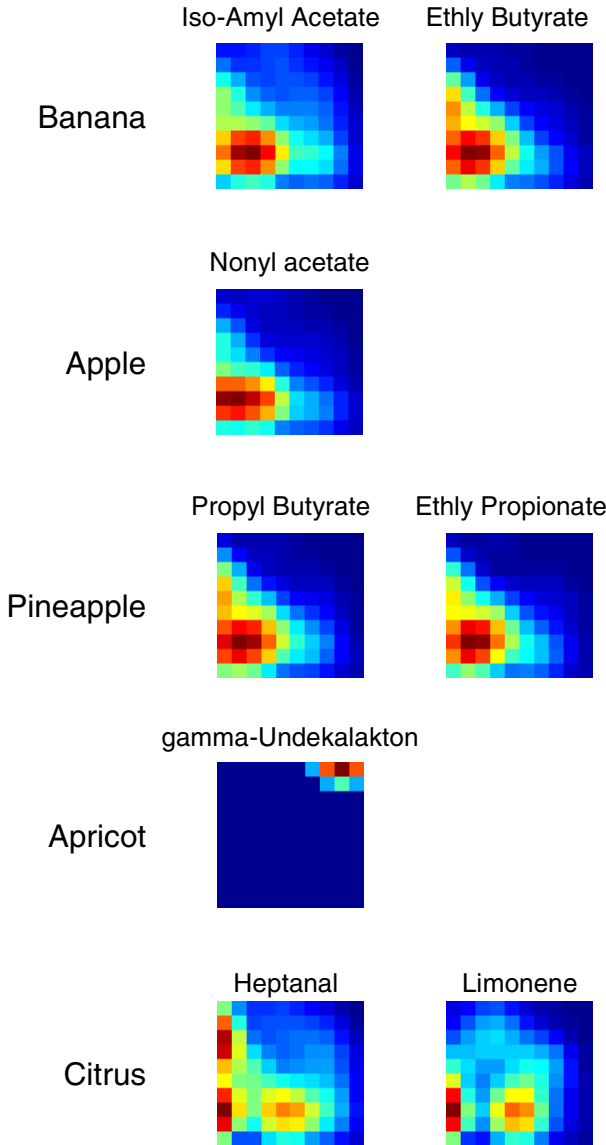 Iso-Amyl Acetate Ethly Butyrate
Banana
Nonyl acetate
Apple
Propyl Butyrate Ethly Propionate
Pineapple
gamma-Undekalakton
Apricot
Heptanal Limonene
Citrus